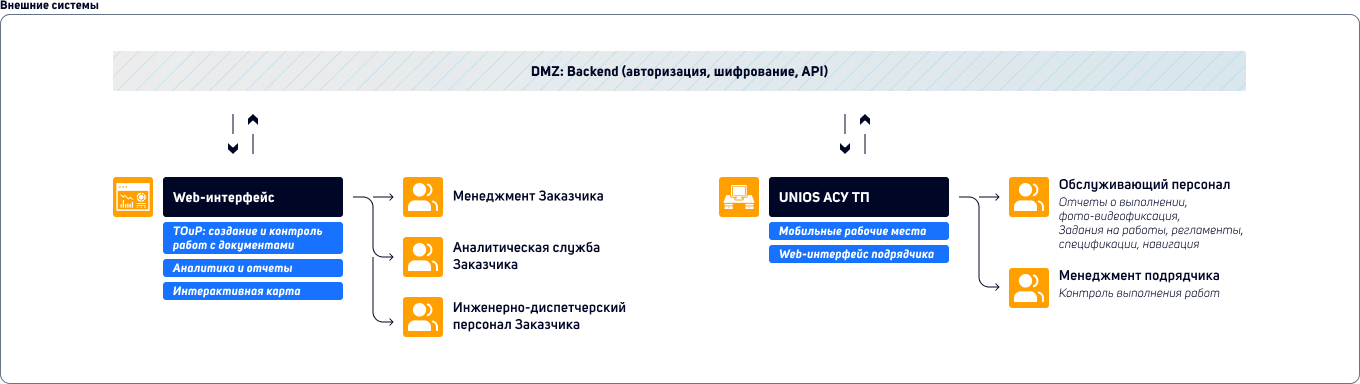 Внешние системы
DMZ: Backend (авторизация, шифрование, API)
Web-интерфейс
ТОиР: создание и контроль
работ с документами
Аналитика и отчеты
Интерактивная карта
Менеджмент Заказчика
Аналитическая служба
Заказчика
Инженерно-диспетчерский
персонал Заказчика
UNIOS АСУ ТП
Мобильные рабочие места
Web-интерфейс подрядчика
Обслуживающий персонал
Отчеты о выполнении,
фото-видеофиксация,
Задания на работы, регламенты,
спецификации, навигация
Менеджмент подрядчика
Контроль выполнения работ